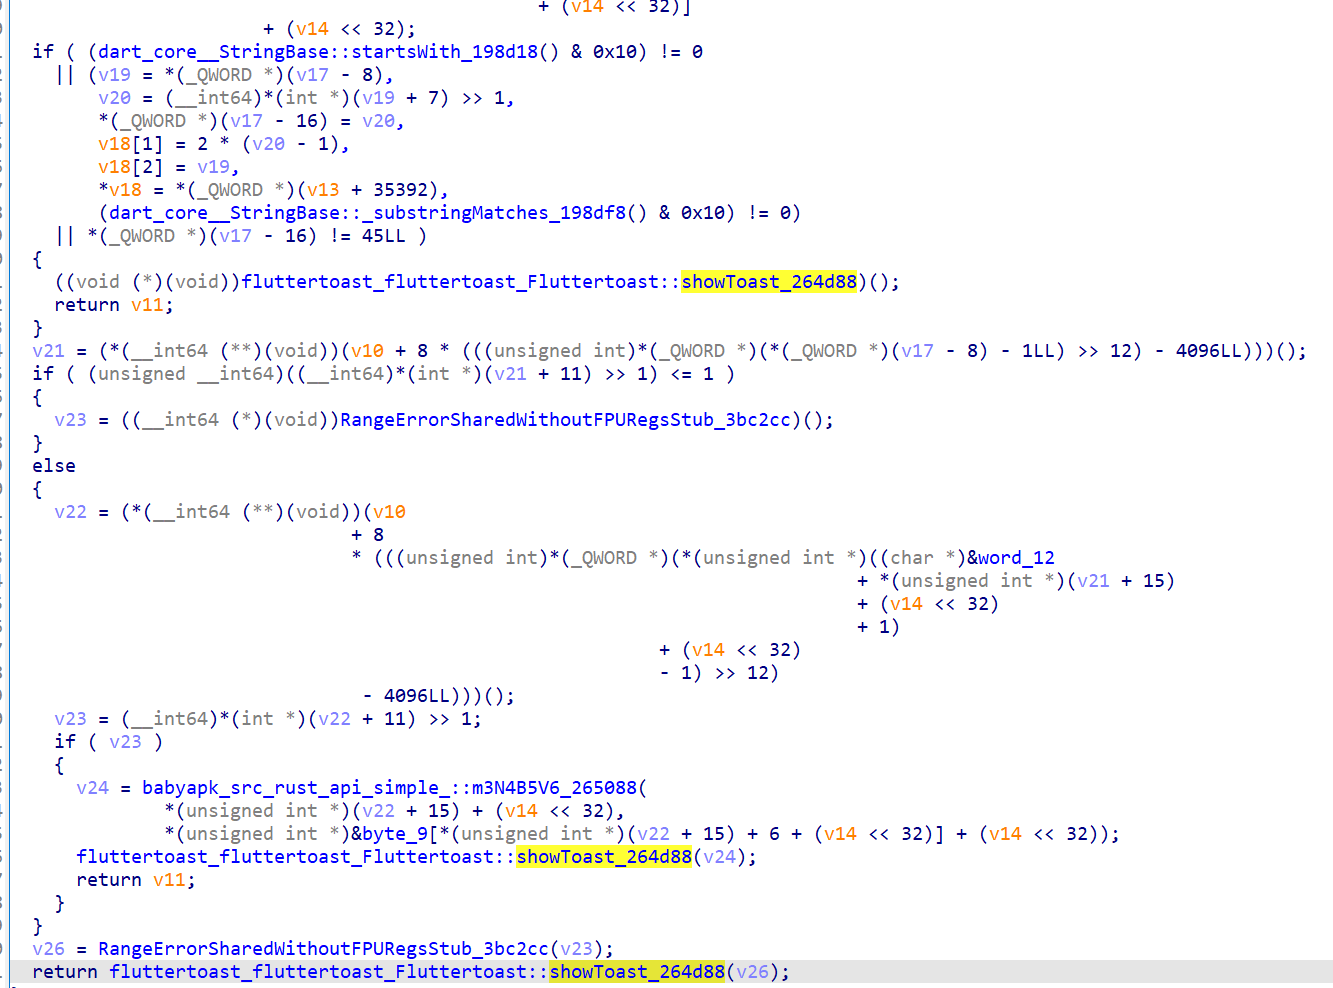 + (v14 << 32)]
+ (v14 << 32);
if ( (dart_core__StringBase::startsWith_198d18() & 0x10) != 0
|| (v19 = *(_QWORD *)(v17 - 8),
v20 = (__int64)*(int *)(v19 + 7) >> 1,
*(_QWORD *)(v17 - 16) = v20,
v18[1] = 2 * (v20 - 1),
v18[2] = v19,
*v18 = *(_QWORD *)(v13 + 35392),
(dart_core__StringBase::_substringMatches_198df8() & 0x10) != 0)
|| *(_QWORD *)(v17 - 16) != 45LL )
{
((void (*)(void))fluttertoast_fluttertoast_Fluttertoast::showToast_264d88)();
return v11;
}
v21 = (*(__int64 (**)(void))(v10 + 8 * (((unsigned int)*(_QWORD *)(*(_QWORD *)(v17 - 8) - 1LL) >> 12) - 4096LL)))();
if ( (unsigned __int64)((__int64)*(int *)(v21 + 11) >> 1) <= 1 )
{
v23 = ((__int64 (*)(void))RangeErrorSharedWithoutFPURegsStub_3bc2cc)();
}
else
{
v22 = (*(__int64 (**)(void))(v10
+ 8
* (((unsigned int)*(_QWORD *)(*(unsigned int *)((char *)&word_12
+ *(unsigned int *)(v21 + 15)
+ (v14 << 32)
+ 1)
+ (v14 << 32)
- 1) >> 12)
- 4096LL)))();
v23 = (__int64)*(int *)(v22 + 11) >> 1;
if ( v23 )
{
v24 = babyapk_src_rust_api_simple_::m3N4B5V6_265088(
*(unsigned int *)(v22 + 15) + (v14 << 32),
*(unsigned int *)&byte_9[*(unsigned int *)(v22 + 15) + 6 + (v14 << 32)] + (v14 << 32));
fluttertoast_fluttertoast_Fluttertoast::showToast_264d88(v24);
return v11;
}
}
v26 = RangeErrorSharedWithoutFPURegsStub_3bc2cc(v23);
return fluttertoast_fluttertoast_Fluttertoast::showToast_264d88(v26);